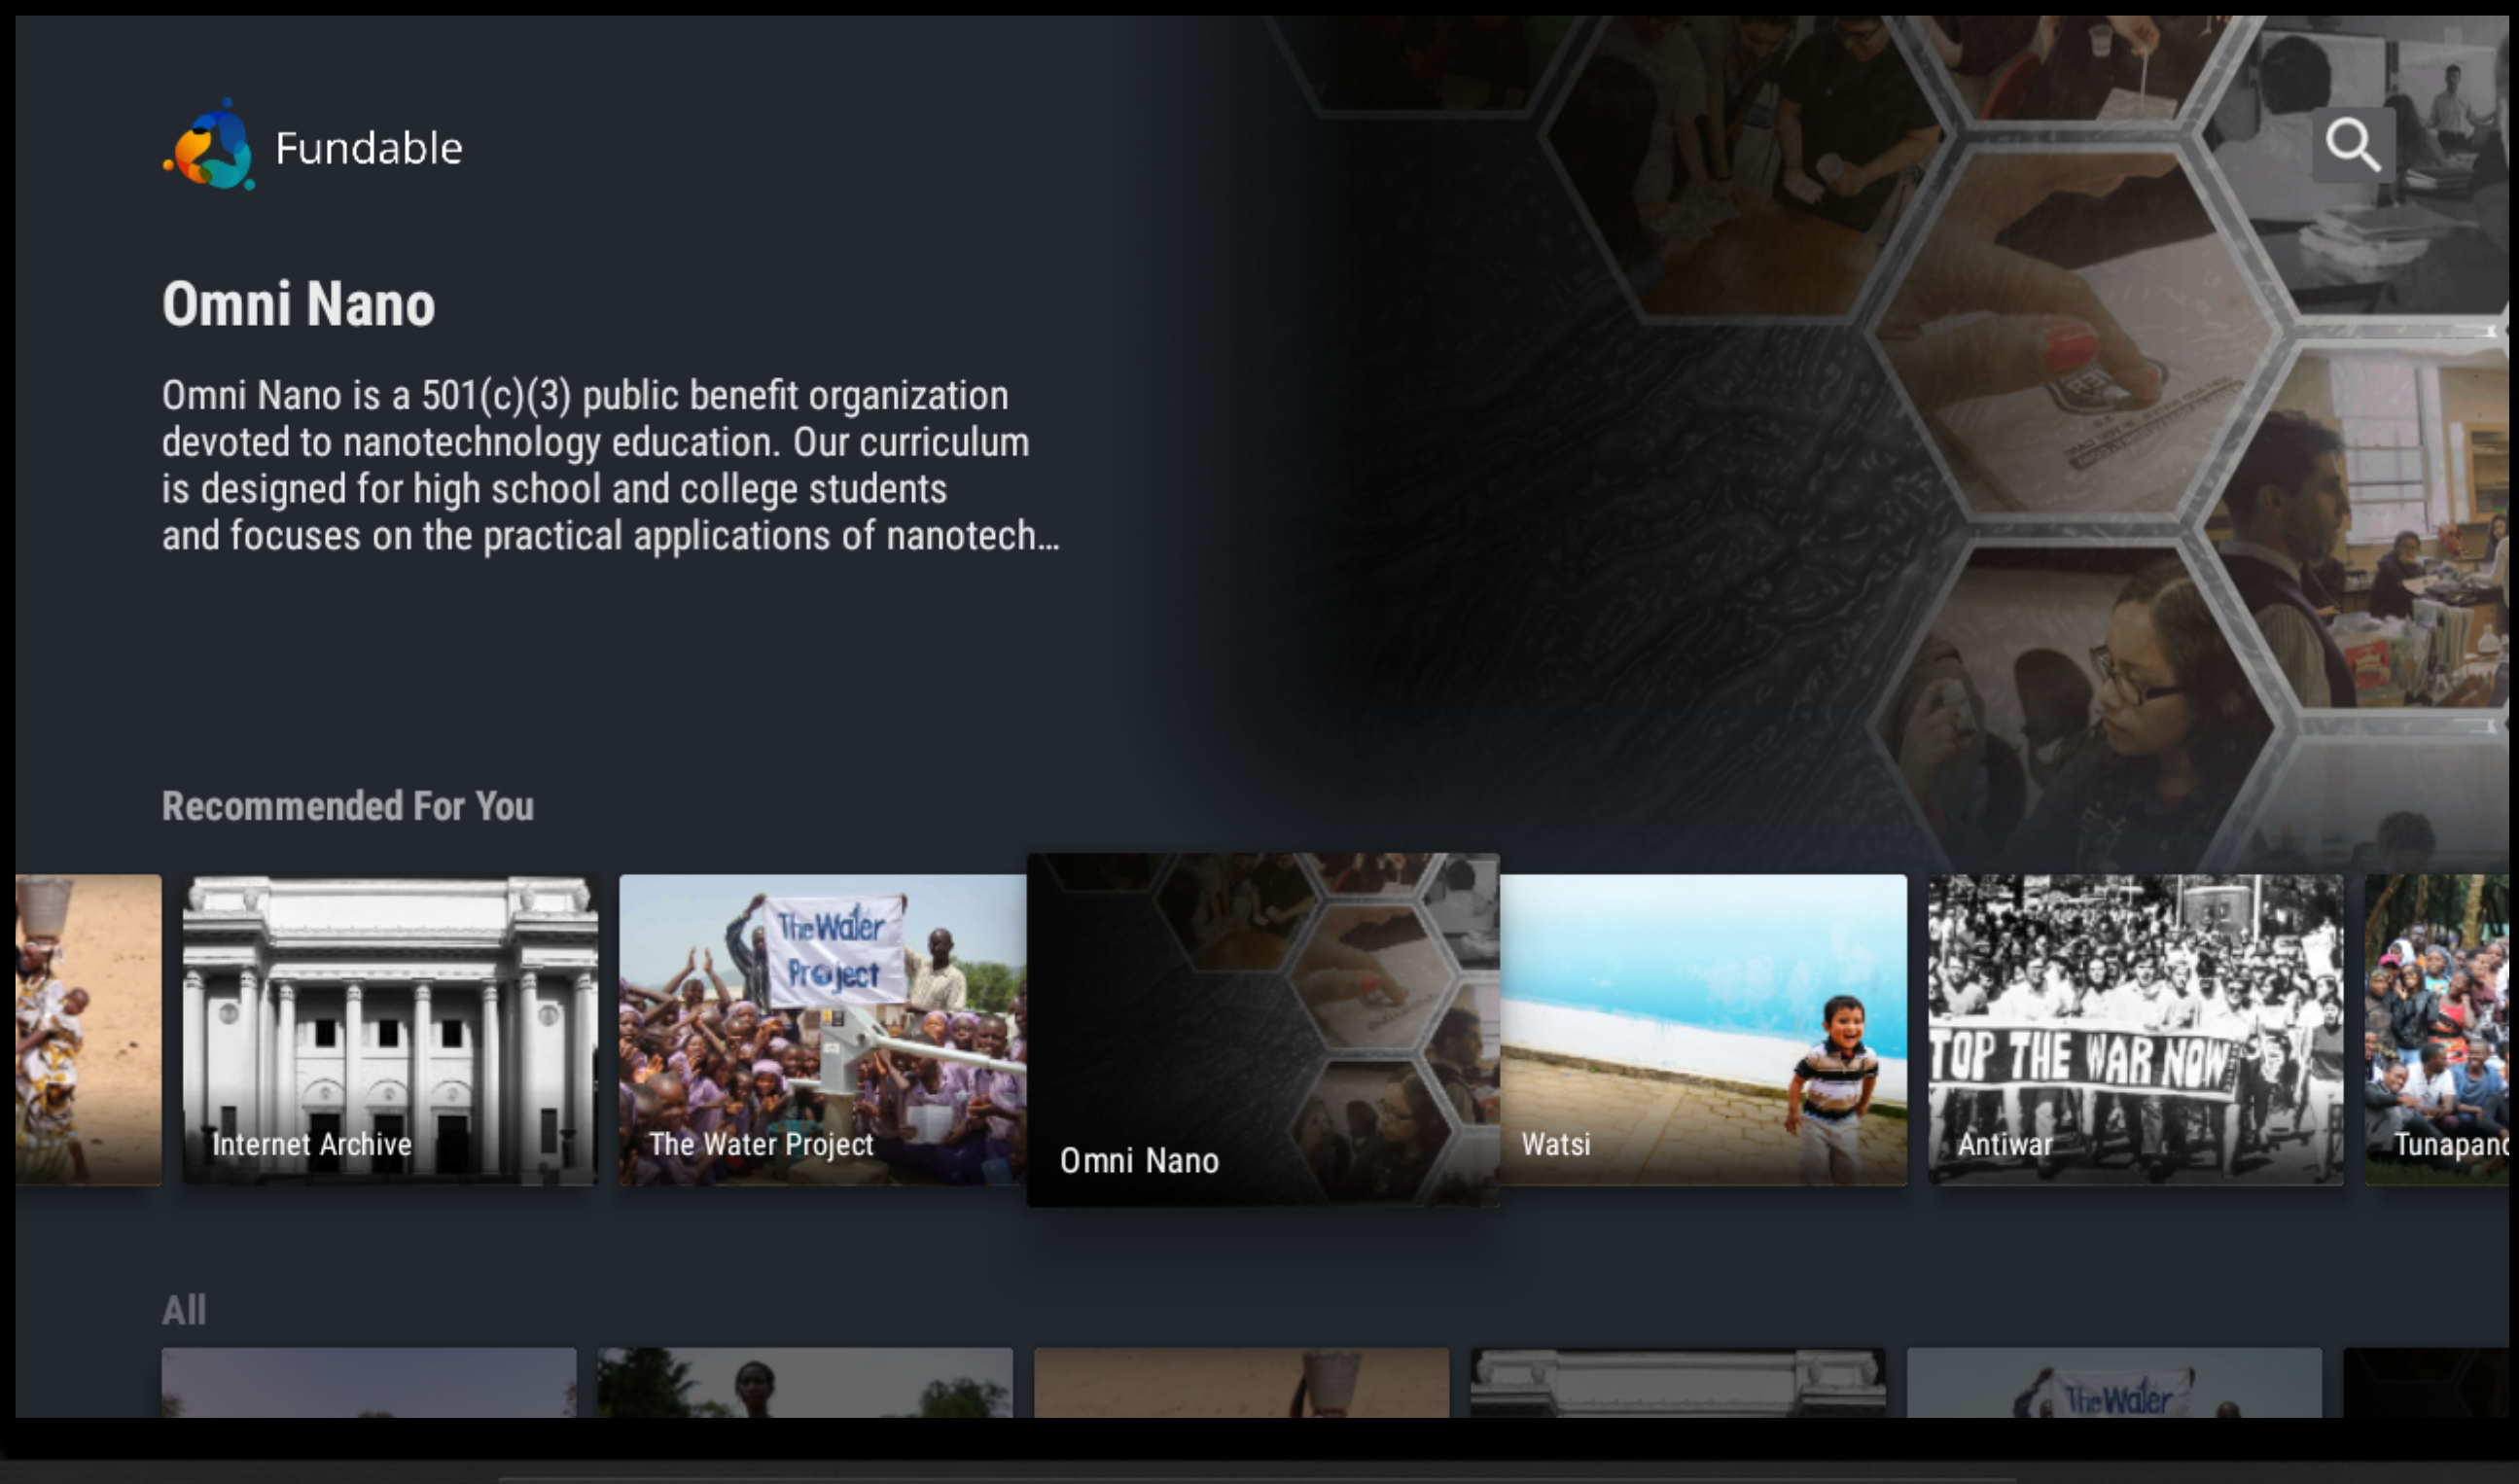 Fundable
Omni Nano
Omni Nano is a 501(c)(3) public benefit organization
devoted to nanotechnology education. Our curriculum
is designed for high school and college students
and focuses on the practical applications of nanotech…
Recommended For You
The Water
Project
TOP THE WAR NOW
Internet Archive
The Water Project
Omni Nano
Watsi
Antiwar
Tunapand
All
The Water